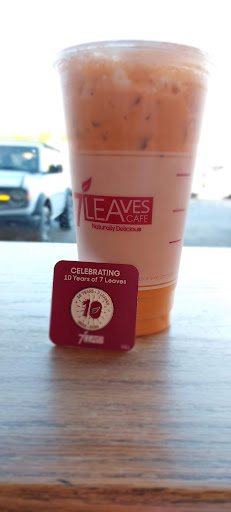 7 LEAVES
CAFE
Naturally Delicious
CELEBRATING
10 Years of 7 Leaves
10
7 LEAVES